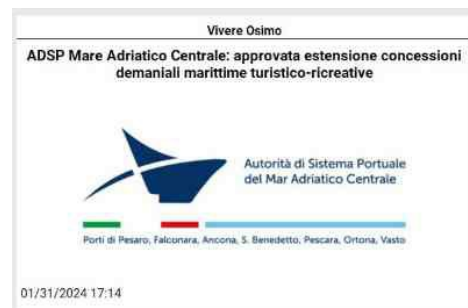 Vivere Osimo
ADSP Mare Adriatico Centrale: approvata estensione concessioni
demaniali marittime turistico-ricreative
Autorità di Sistema Portuale
del Mar Adriatico Centrale
Porti di Pesaro, Falconara, Ancona, S. Benedetto, Pescara, Ortona, Vasto
01/31/2024 17:14